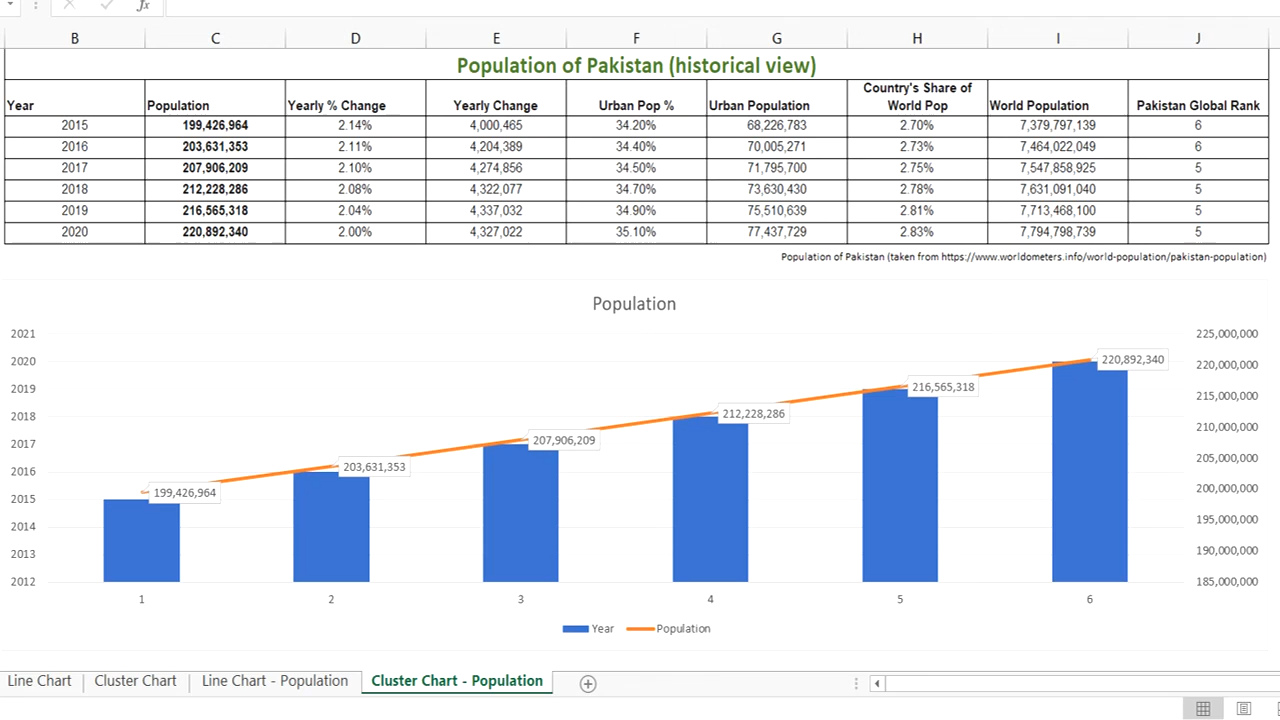 fx
B C D E F G H I J
Population of Pakistan (historical view)
Year Population Yearly % Change Yearly Change Urban Pop % Urban Population Country's Share of World Pop World Population Pakistan Global Rank
2015 199,426,964 2.14% 4,000,465 34.20% 68,226,783 2.70% 7,379,797,139 6
2016 203,631,353 2.11% 4,204,389 34.40% 70,005,271 2.73% 7,464,022,049 6
2017 207,906,209 2.10% 4,274,856 34.50% 71,795,700 2.75% 7,547,858,925 5
2018 212,228,286 2.08% 4,322,077 34.70% 73,630,430 2.78% 7,631,091,040 5
2019 216,565,318 2.04% 4,337,032 34.90% 75,510,639 2.81% 7,713,468,100 5
2020 220,892,340 2.00% 4,327,022 35.10% 77,437,729 2.83% 7,794,798,739 5
Population of Pakistan (taken from https://www.worldometers.info/world-population/pakistan-population)
Population
2021 225,000,000
2020 220,892,340 220,000,000
2019 216,565,318 215,000,000
2018 212,228,286 210,000,000
2017 207,906,209 205,000,000
2016 203,631,353 200,000,000
2015 199,426,964 195,000,000
2014 190,000,000
2013 185,000,000
2012
1 2 3 4 5 6
Year Population
Line Chart Cluster Chart Line Chart - Population Cluster Chart - Population